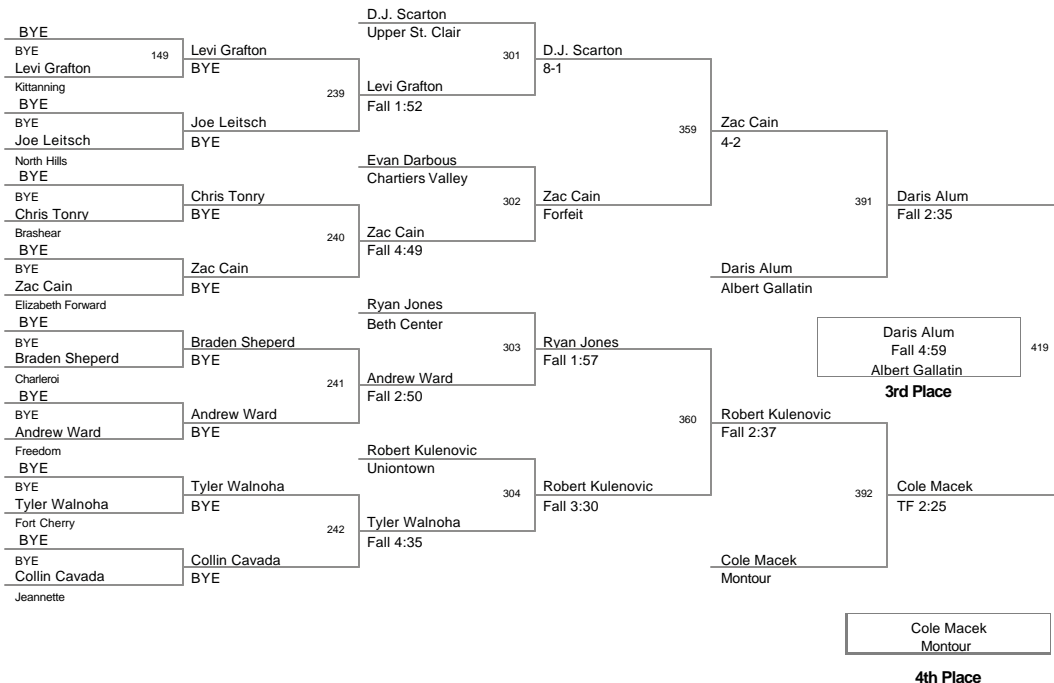 BYE
BYE
Levi Grafton
Kittanning
BYE
BYE
Joe Leitsch
North Hills
BYE
BYE
Chris Tonry
Brashear
BYE
BYE
Zac Cain
Elizabeth Forward
BYE
BYE
Braden Sheperd
Charleroi
BYE
BYE
Andrew Ward
Freedom
BYE
BYE
Tyler Walnoha
Fort Cherry
BYE
BYE
Collin Cavada
Jeannette
149
Levi Grafton
BYE
Joe Leitsch
BYE
Chris Tonry
BYE
Zac Cain
BYE
Braden Sheperd
BYE
Andrew Ward
BYE
Tyler Walnoha
BYE
Collin Cavada
BYE
239
240
241
242
D.J. Scarton
Upper St. Clair
Levi Grafton
Fall 1:52
Evan Darbous
Chartiers Valley
Zac Cain
Fall 4:49
Ryan Jones
Beth Center
Andrew Ward
Fall 2:50
Robert Kulenovic
Uniontown
Tyler Walnoha
Fall 4:35
301
302
303
304
D.J. Scarton
8-1
Zac Cain
Forfeit
Ryan Jones
Fall 1:57
Robert Kulenovic
Fall 3:30
359
360
Zac Cain
4-2
Daris Alum
Albert Gallatin
Robert Kulenovic
Fall 2:37
Cole Macek
Montour
391
392
Daris Alum
Fall 2:35
Daris Alum
Fall 4:59
Albert Gallatin
419
3rd Place
Cole Macek
TF 2:25
Cole Macek
Montour
4th Place